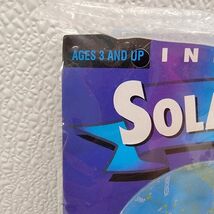 AGES 3 AND UP
IN
SOLA